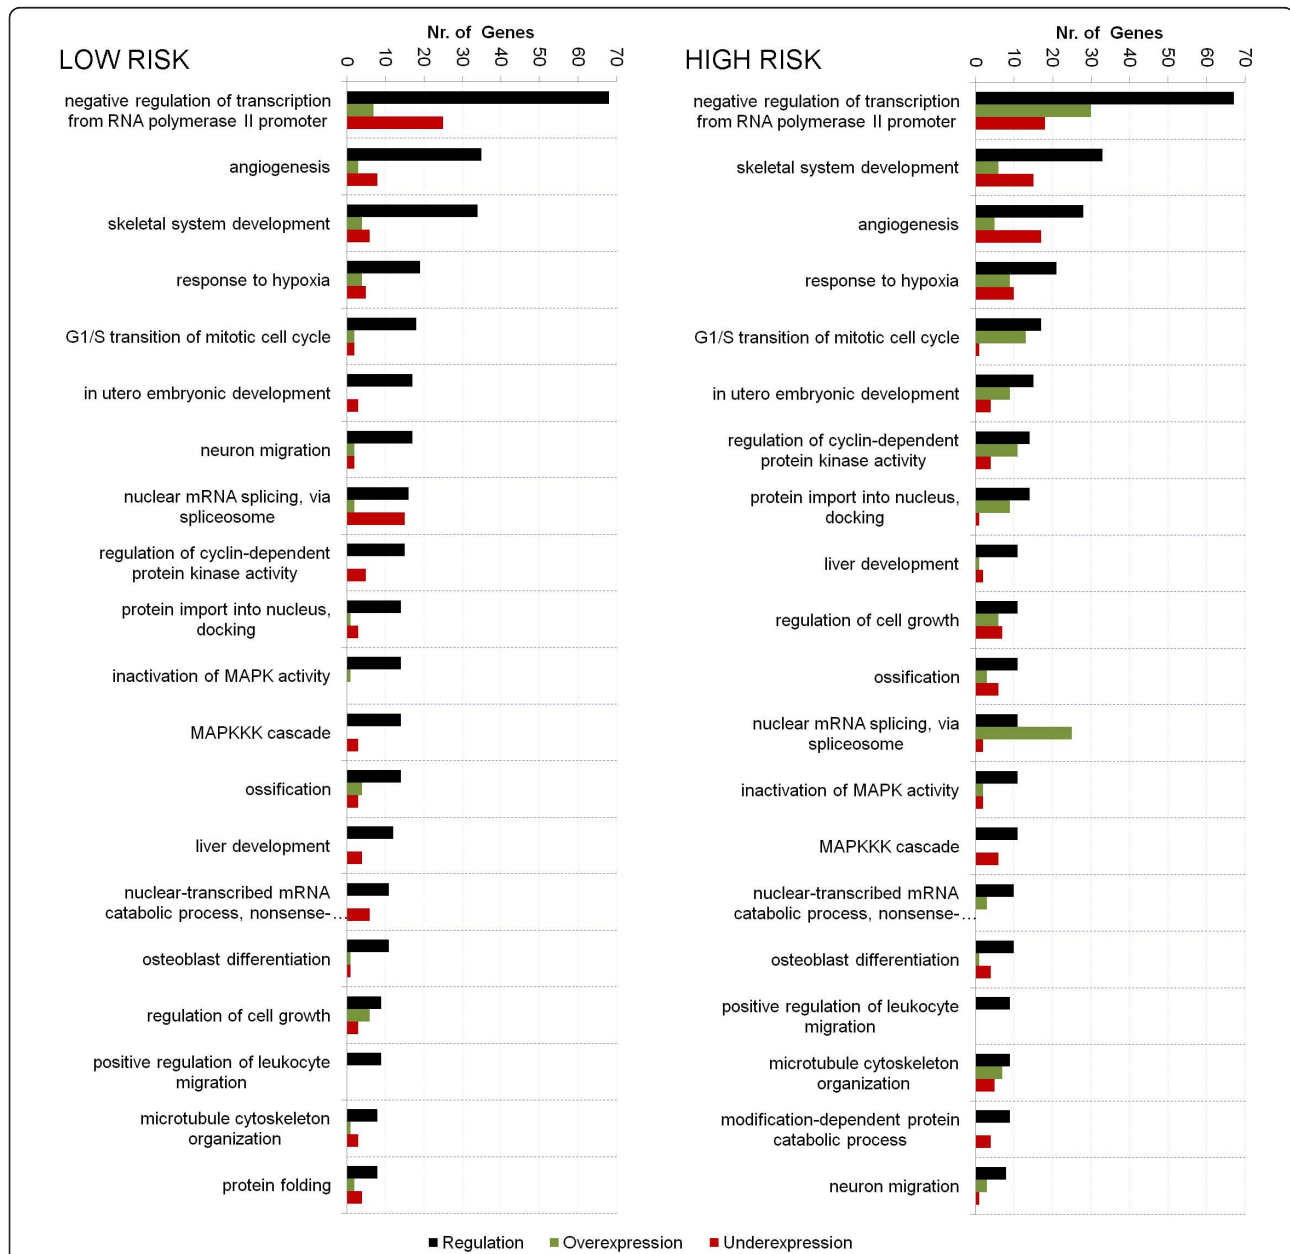 LOW RISK
Nr. of Genes
0 10 20 30 40 50 60 70
negative regulation of transcription
from RNA polymerase II promoter
angiogenesis
skeletal system development
response to hypoxia
G1/S transition of mitotic cell cycle
in utero embryonic development
neuron migration
nuclear mRNA splicing, via
spliceosome
regulation of cyclin-dependent
protein kinase activity
protein import into nucleus,
docking
inactivation of MAPK activity
MAPKKK cascade
ossification
liver development
nuclear-transcribed mRNA
catabolic process, nonsense-…
osteoblast differentiation
regulation of cell growth
positive regulation of leukocyte
migration
microtubule cytoskeleton
organization
protein folding
HIGH RISK
Nr. of Genes
0 10 20 30 40 50 60 70
negative regulation of transcription
from RNA polymerase II promoter
skeletal system development
angiogenesis
response to hypoxia
G1/S transition of mitotic cell cycle
in utero embryonic development
regulation of cyclin-dependent
protein kinase activity
protein import into nucleus,
docking
liver development
regulation of cell growth
ossification
nuclear mRNA splicing, via
spliceosome
inactivation of MAPK activity
MAPKKK cascade
nuclear-transcribed mRNA
catabolic process, nonsense-…
osteoblast differentiation
positive regulation of leukocyte
migration
microtubule cytoskeleton
organization
modification-dependent protein
catabolic process
neuron migration
Regulation Overexpression Underexpression